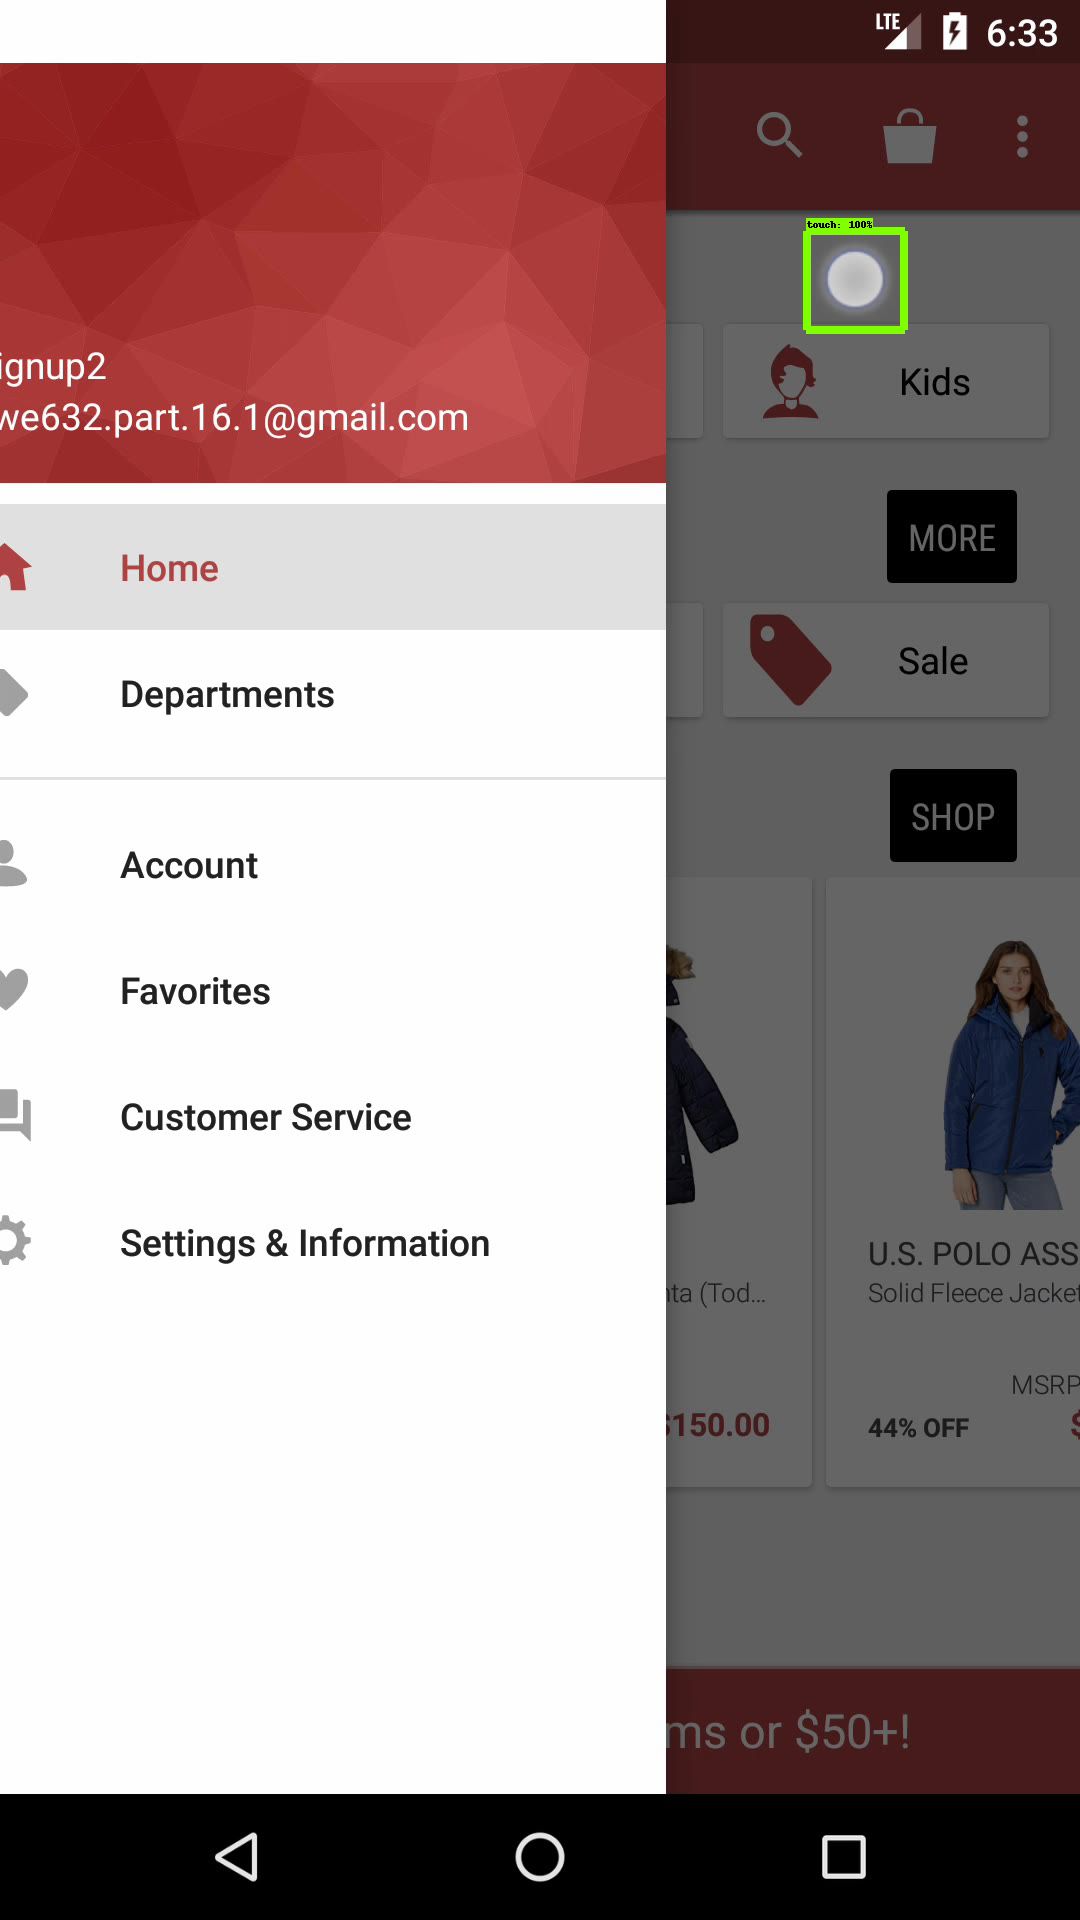 LTE 6:33
touch: 100%
ignup2
we632.part.16.1@gmail.com
Kids
MORE
Home
Sale
Departments
SHOP
Account
Favorites
Customer Service
Settings & Information
U.S. POLO ASS
nta (Tod...
Solid Fleece Jacket
MSRP
$150.00
44% OFF
$
ms or $50+!